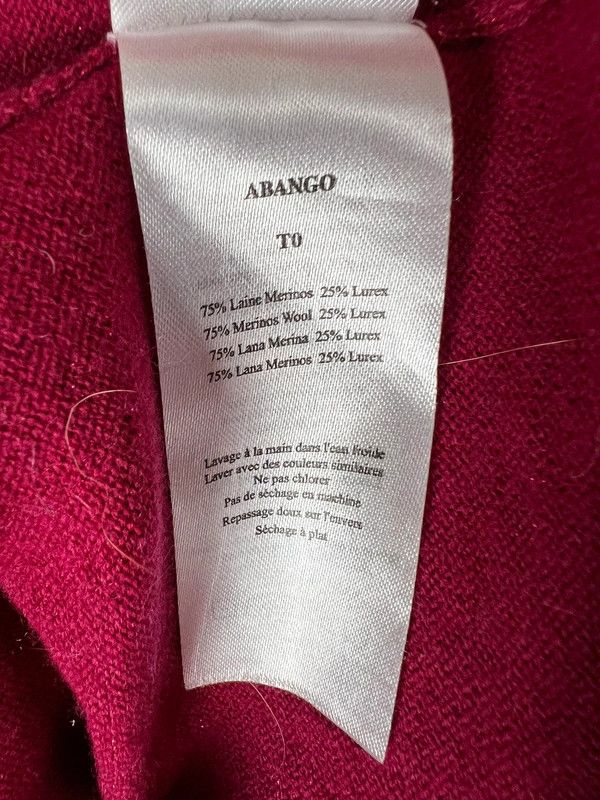 ABANGO
T0
75% Laine Merinos 25% Lurex
75% Merinos Wool 25% Lurex
75% Lana Merina 25% Lurex
75% Lana Merinos 25% Lurex
Lavage à la main dans l'eau froide
Laver avec des couleurs similaires
Ne pas chlorer
Pas de séchage en machine
Repassage doux sur l'envers
Séchage à plat